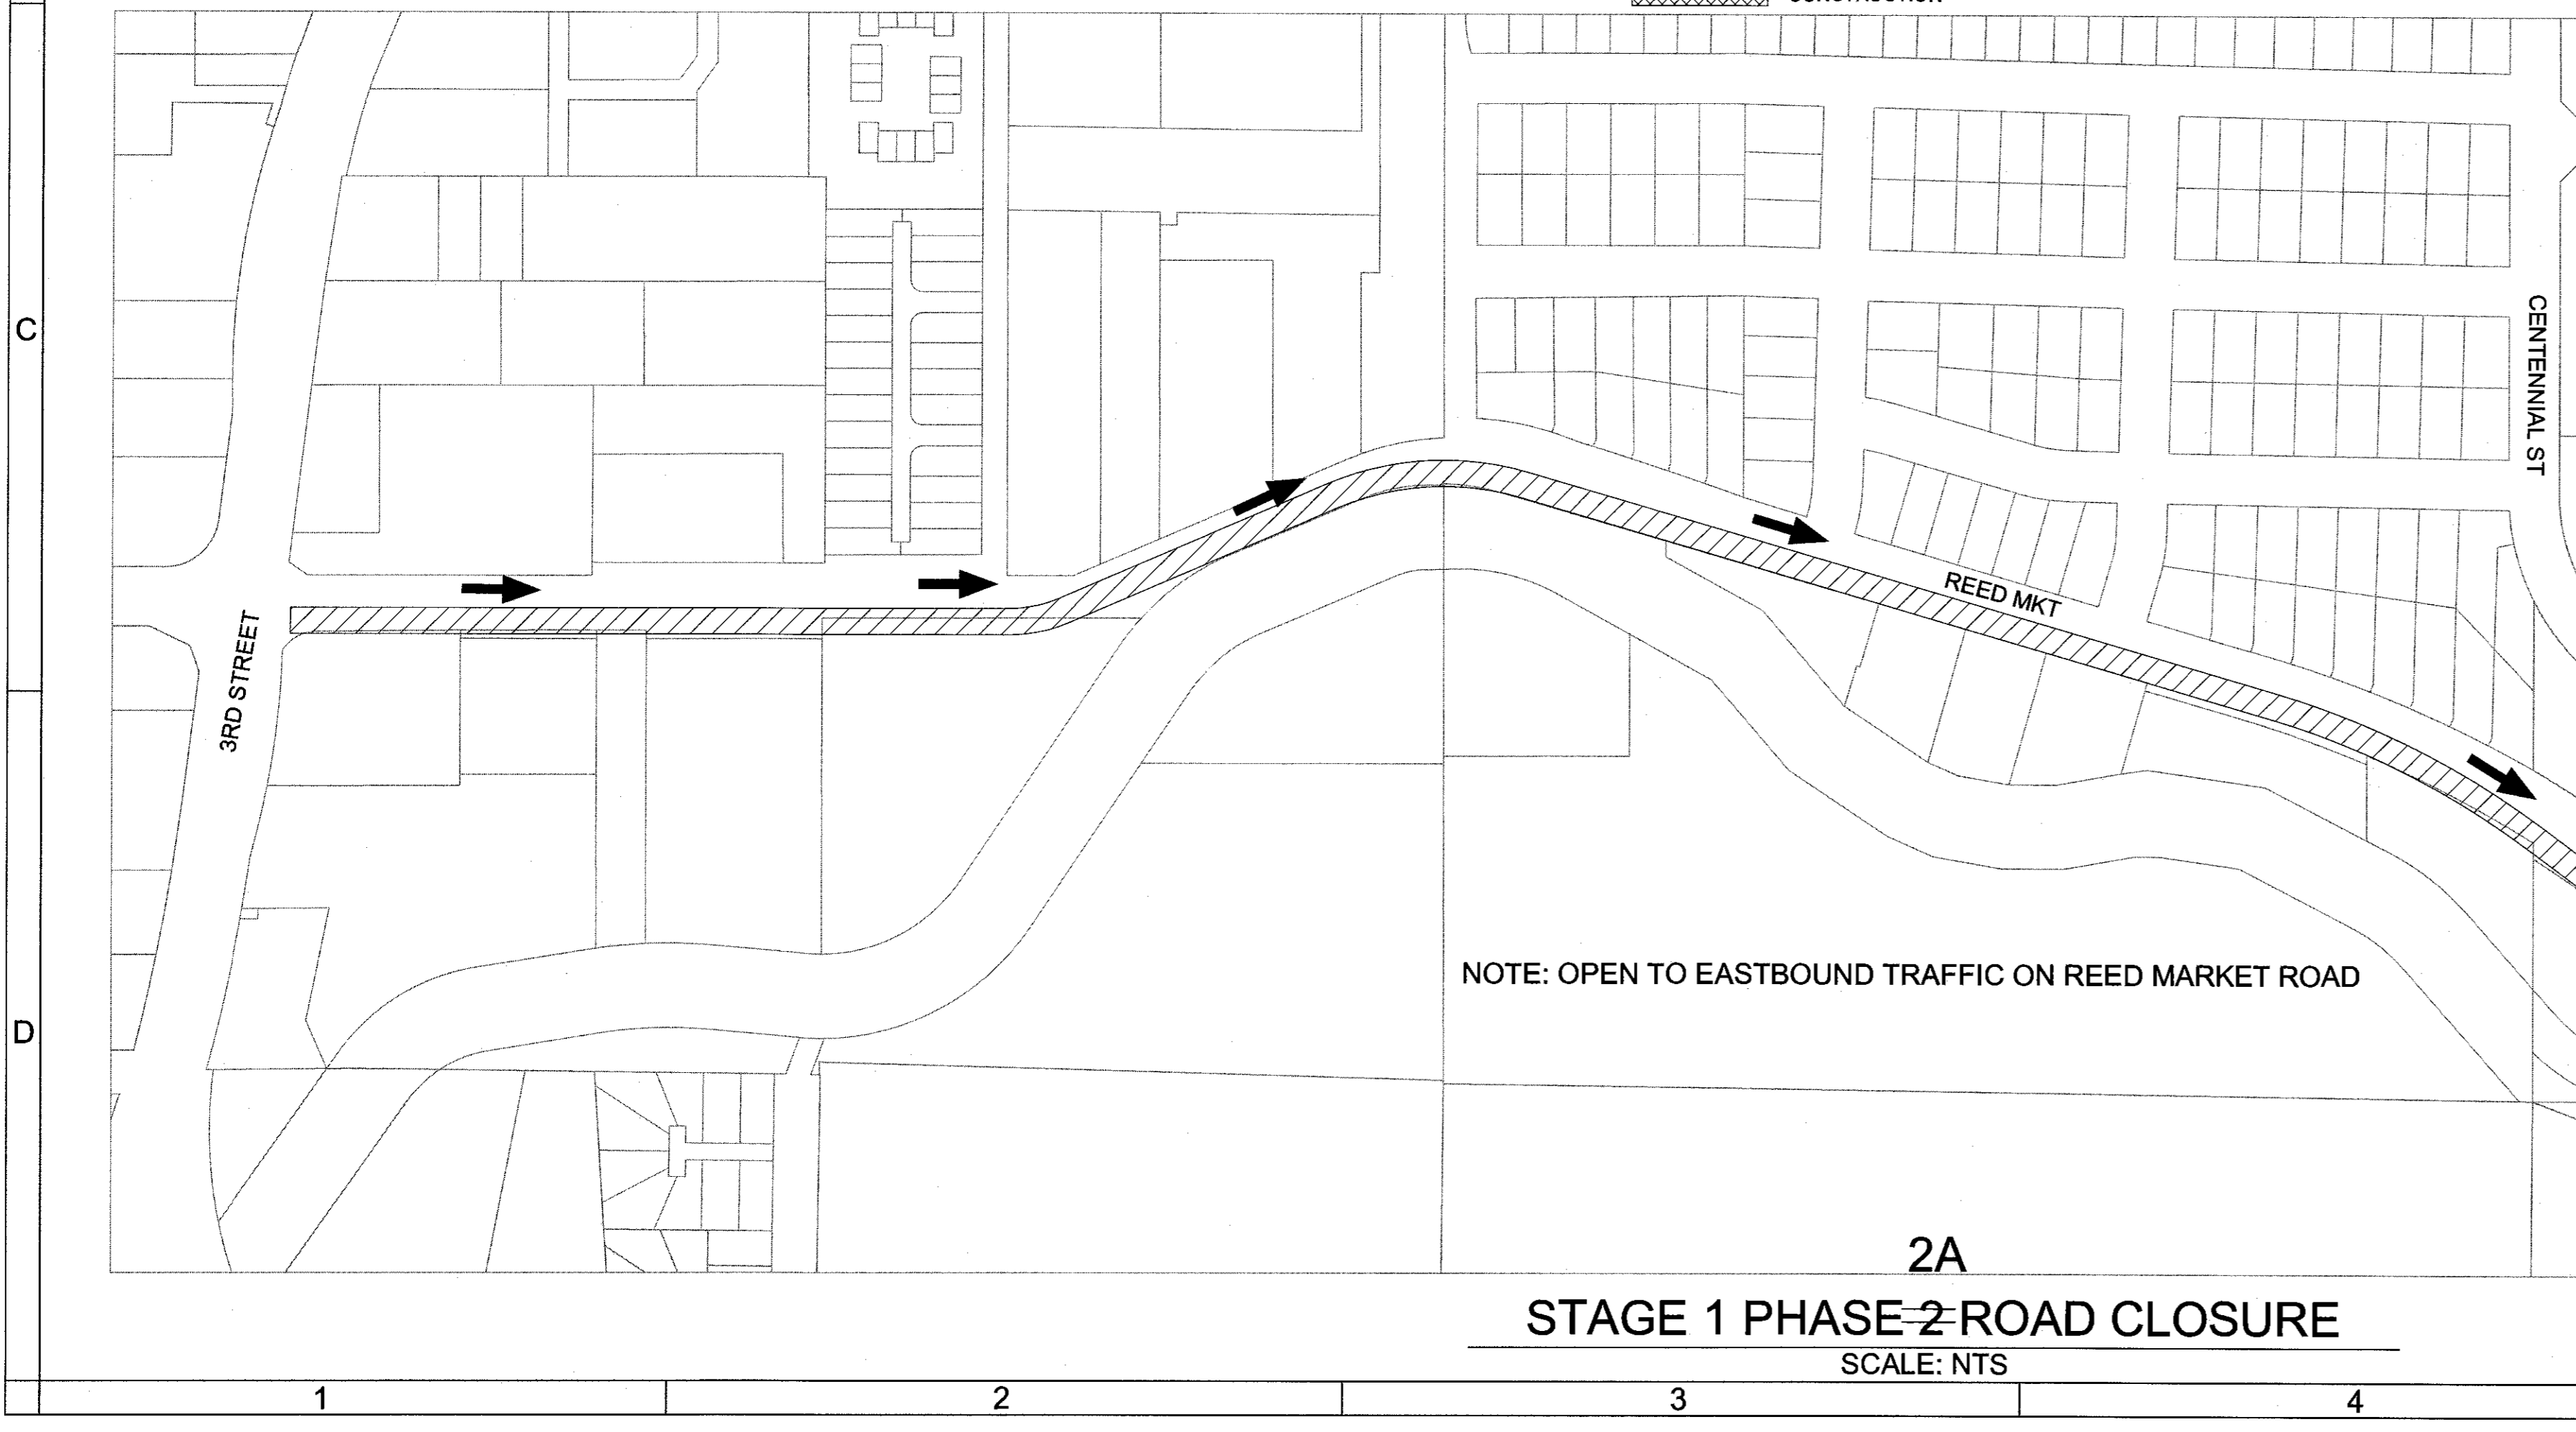 C
CENTENNIAL ST
REED MKT
3RD STREET
NOTE: OPEN TO EASTBOUND TRAFFIC ON REED MARKET ROAD
D
2A
STAGE 1 PHASE 2 ROAD CLOSURE
SCALE: NTS
1 2 3 4